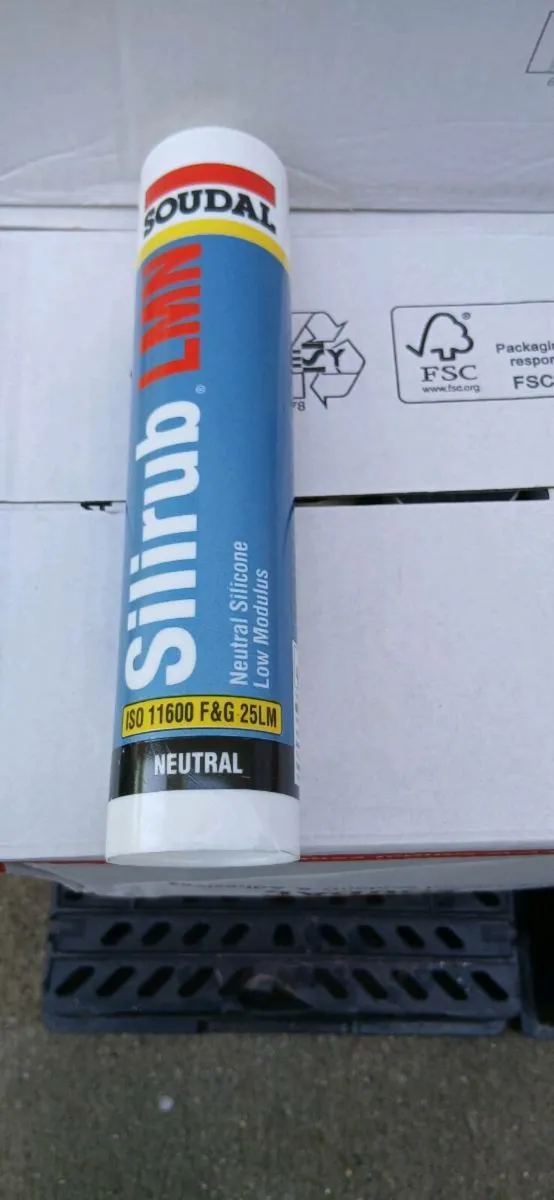 SOUDAL
Silirub® LMN
Neutral Silicone
Low Modulus
ISO 11600 F&G 25LM
NEUTRAL
FSC®
www.fsc.org
FSC